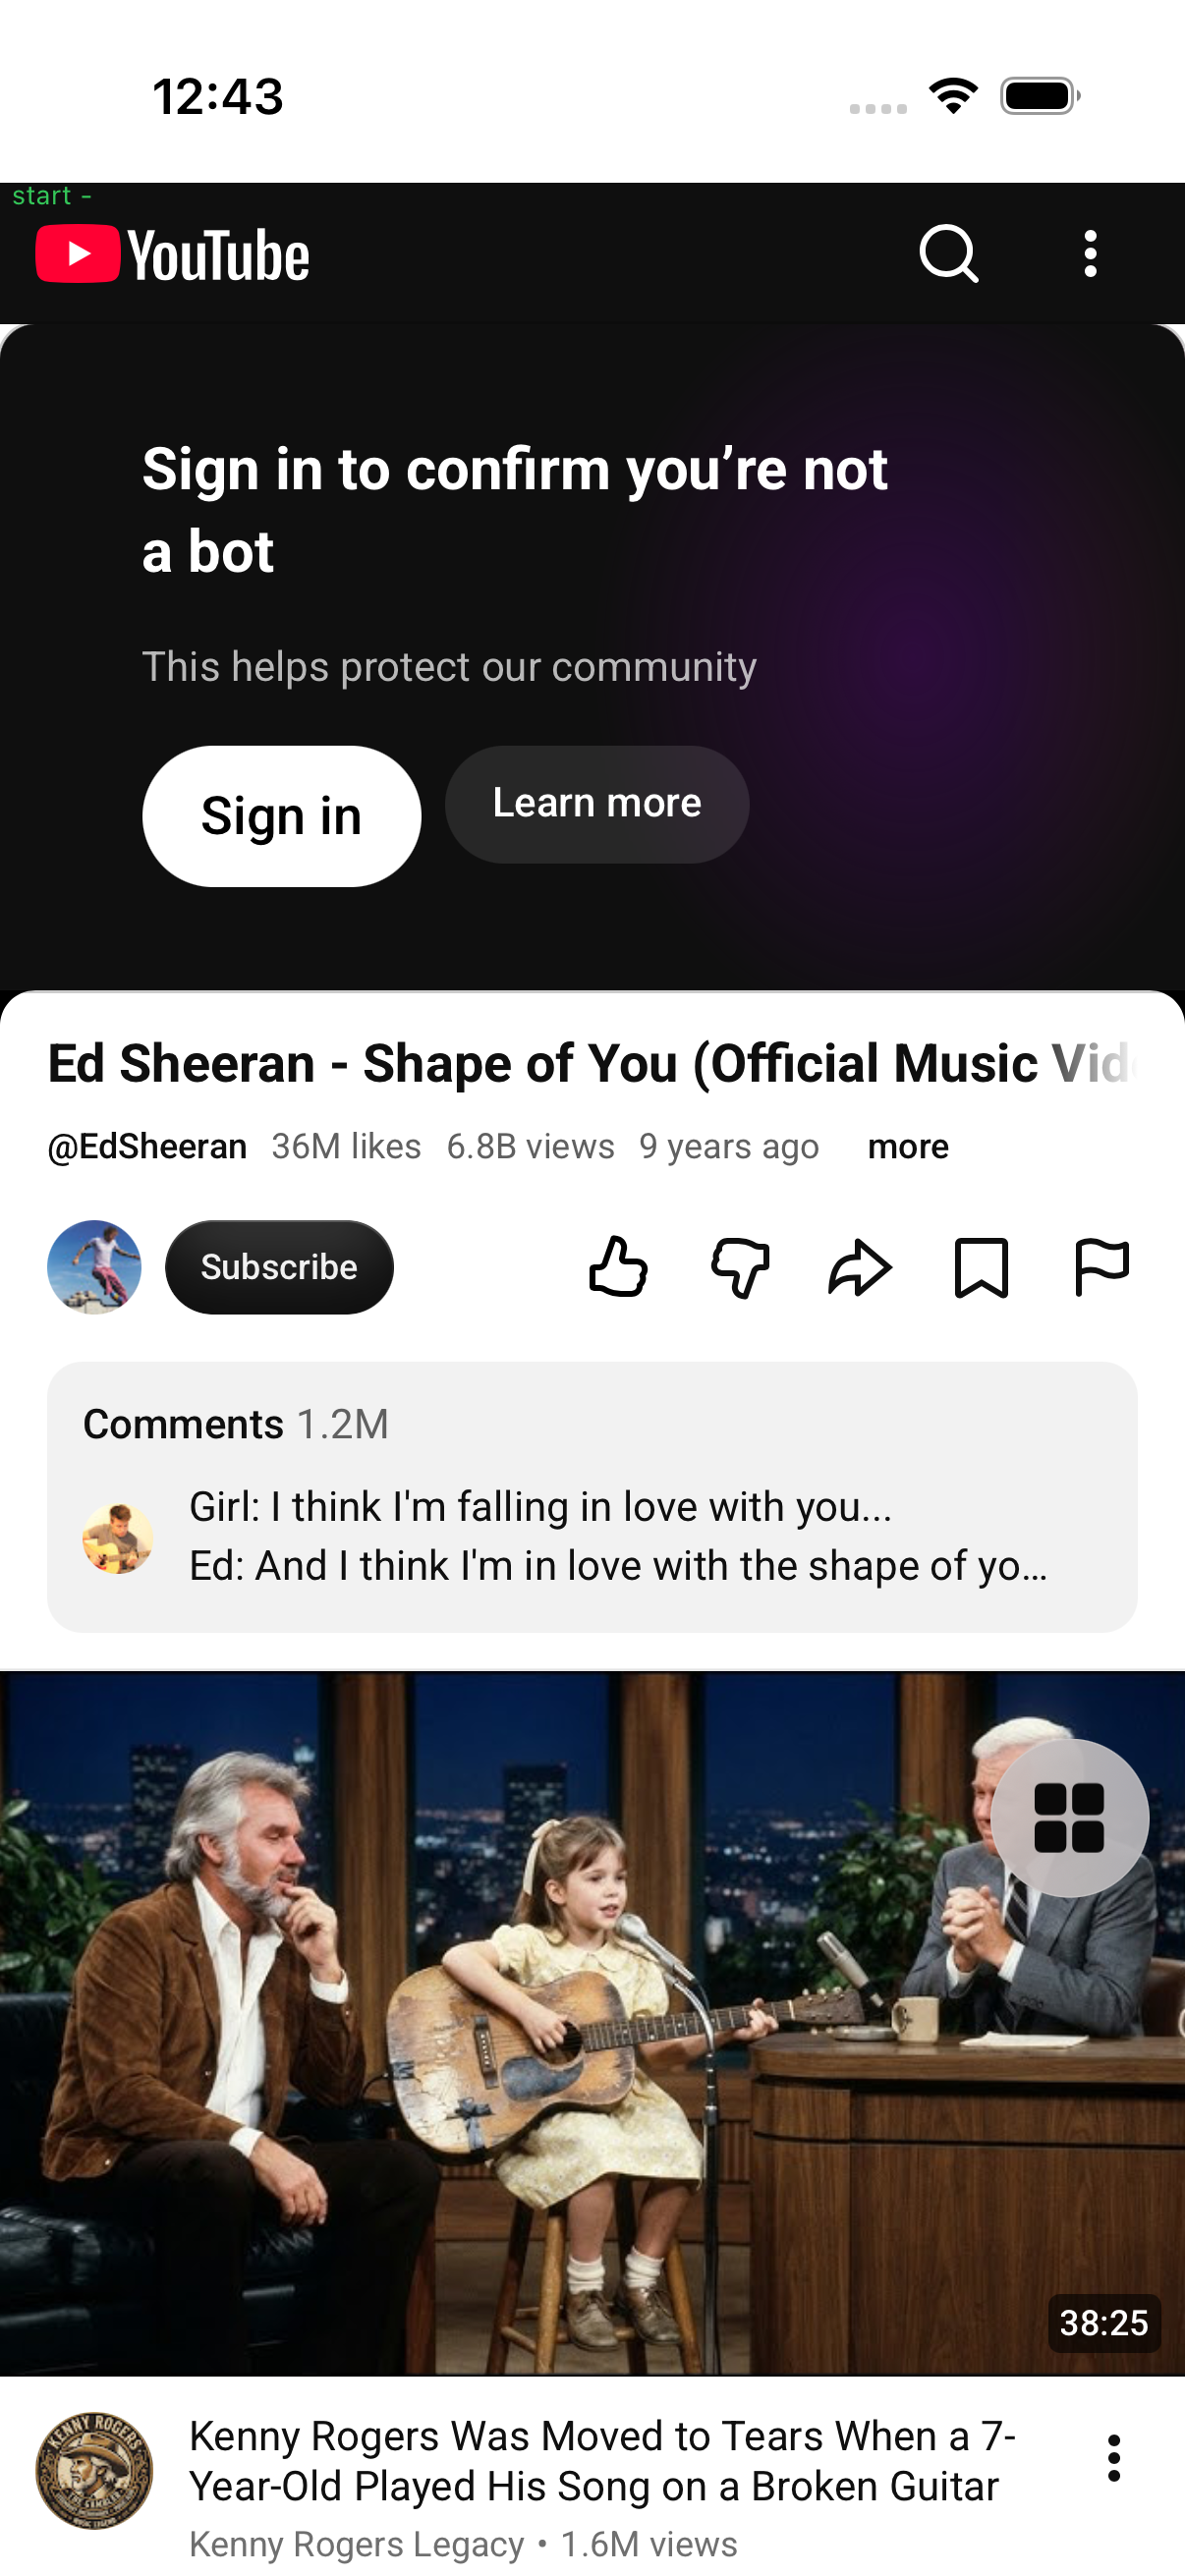 12:43
start -
YouTube
Sign in to confirm you’re not
a bot
This helps protect our community
Sign in
Learn more
Ed Sheeran - Shape of You (Official Music Vid
@EdSheeran 36M likes 6.8B views 9 years ago more
Subscribe
Comments 1.2M
Girl: I think I'm falling in love with you...
Ed: And I think I'm in love with the shape of yo...
38:25
KENNY ROGERS
Kenny Rogers Was Moved to Tears When a 7-
Year-Old Played His Song on a Broken Guitar
Kenny Rogers Legacy • 1.6M views